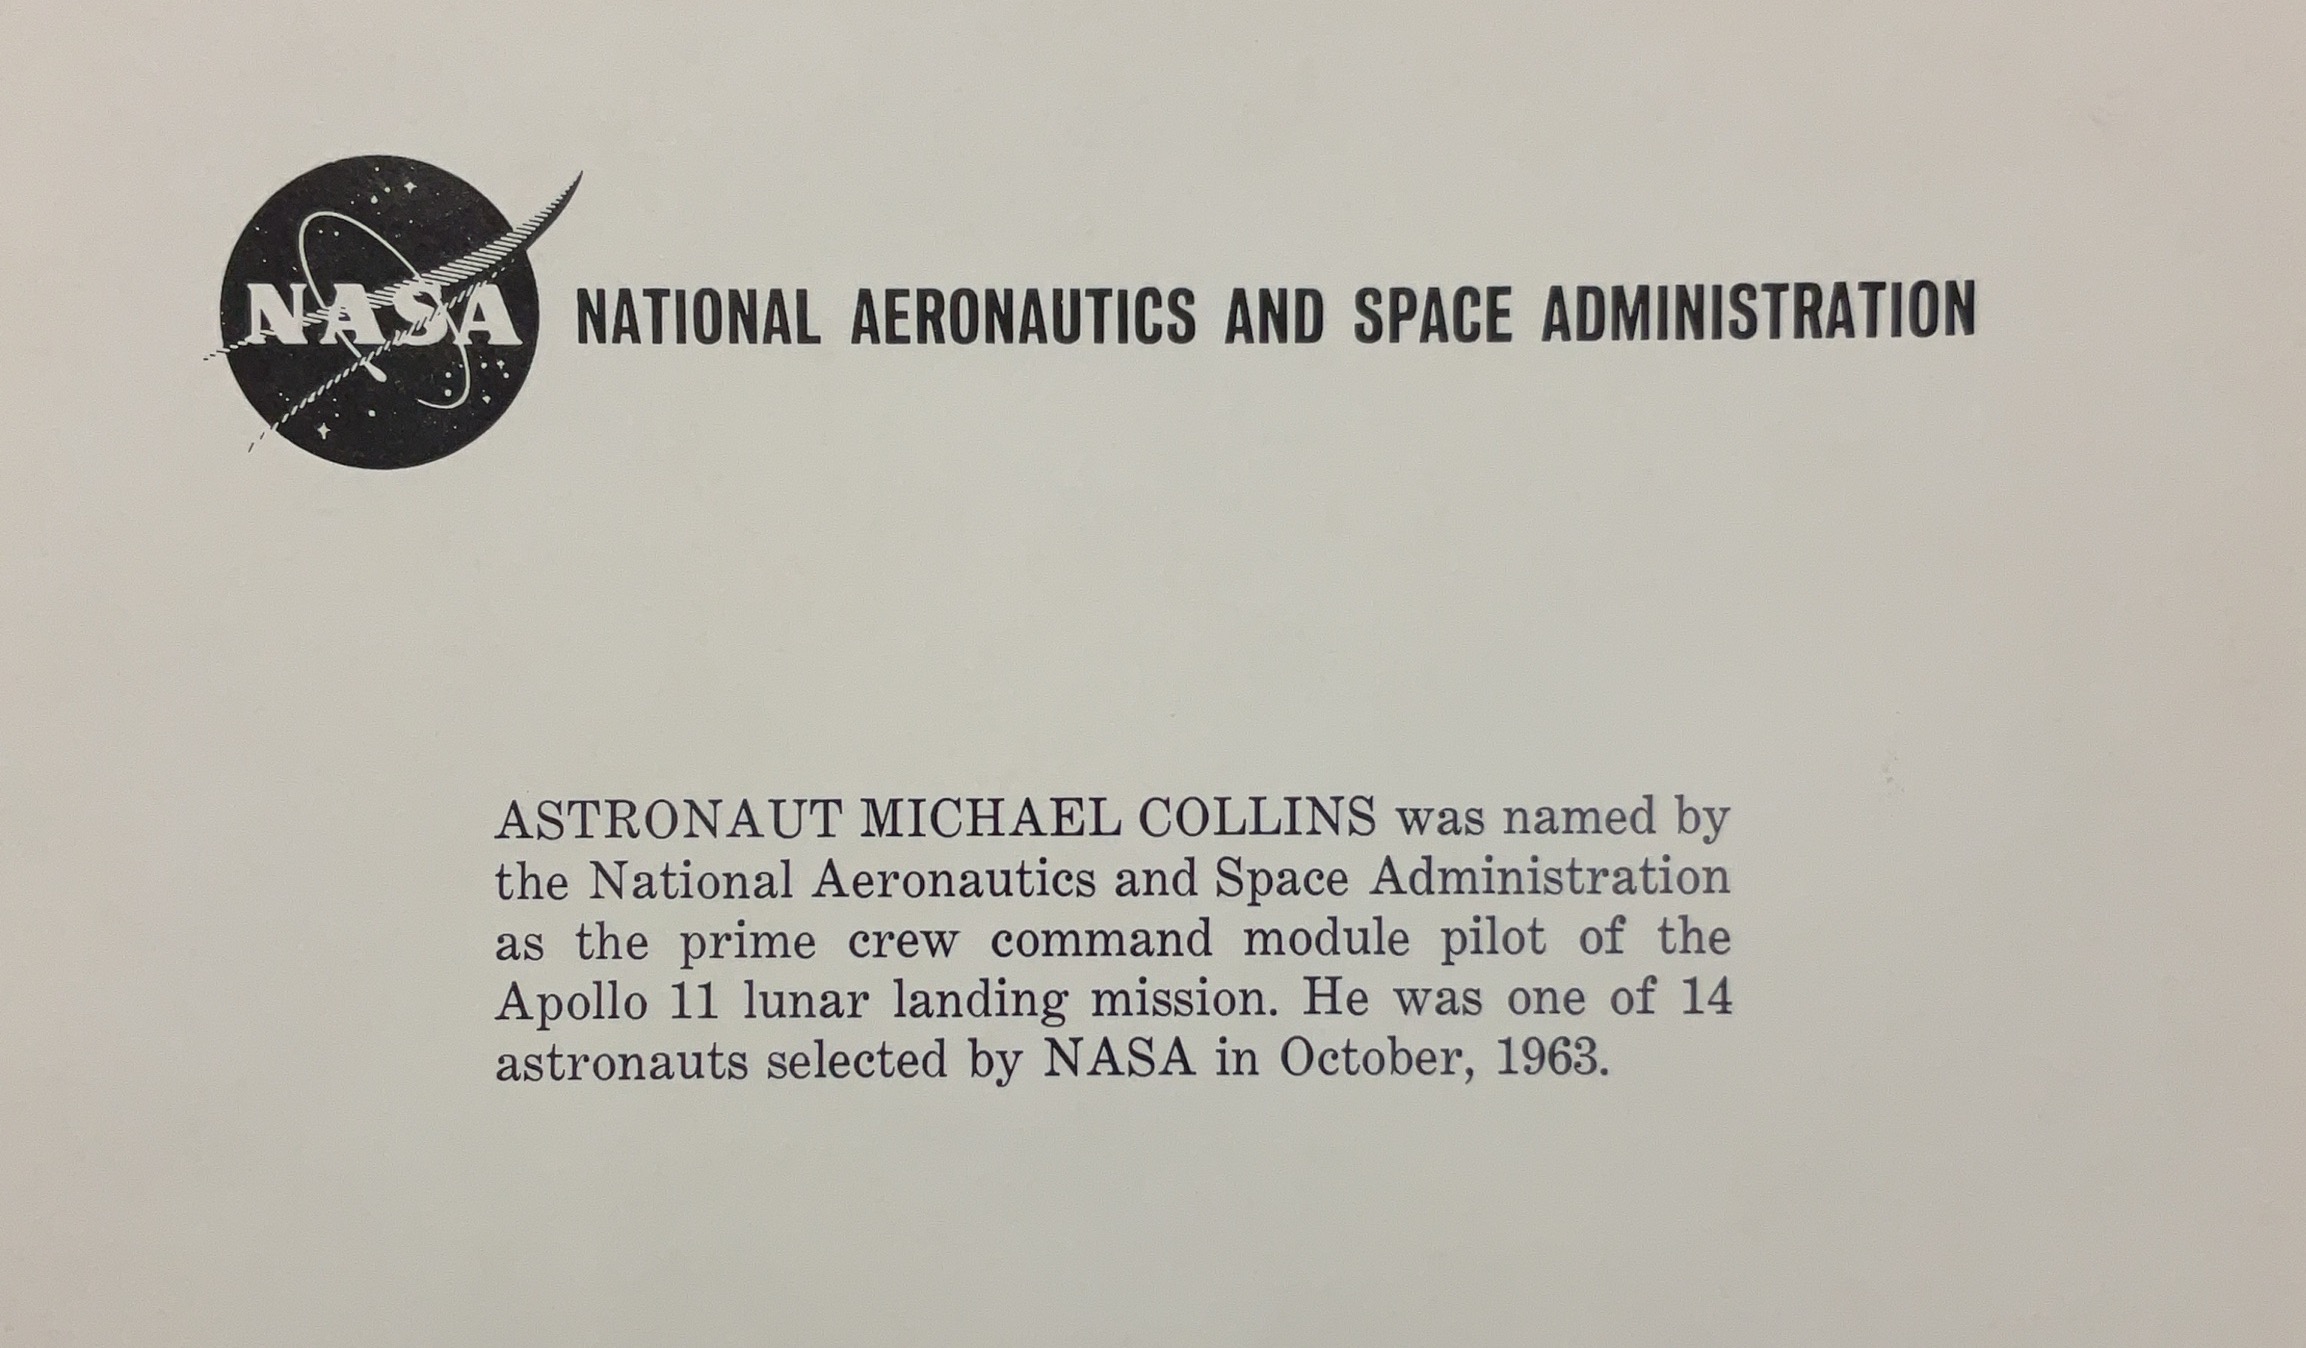 NASA NATIONAL AERONAUTICS AND SPACE ADMINISTRATION
ASTRONAUT MICHAEL COLLINS was named by
the National Aeronautics and Space Administration
as the prime crew command module pilot of the
Apollo 11 lunar landing mission. He was one of 14
astronauts selected by NASA in October, 1963.